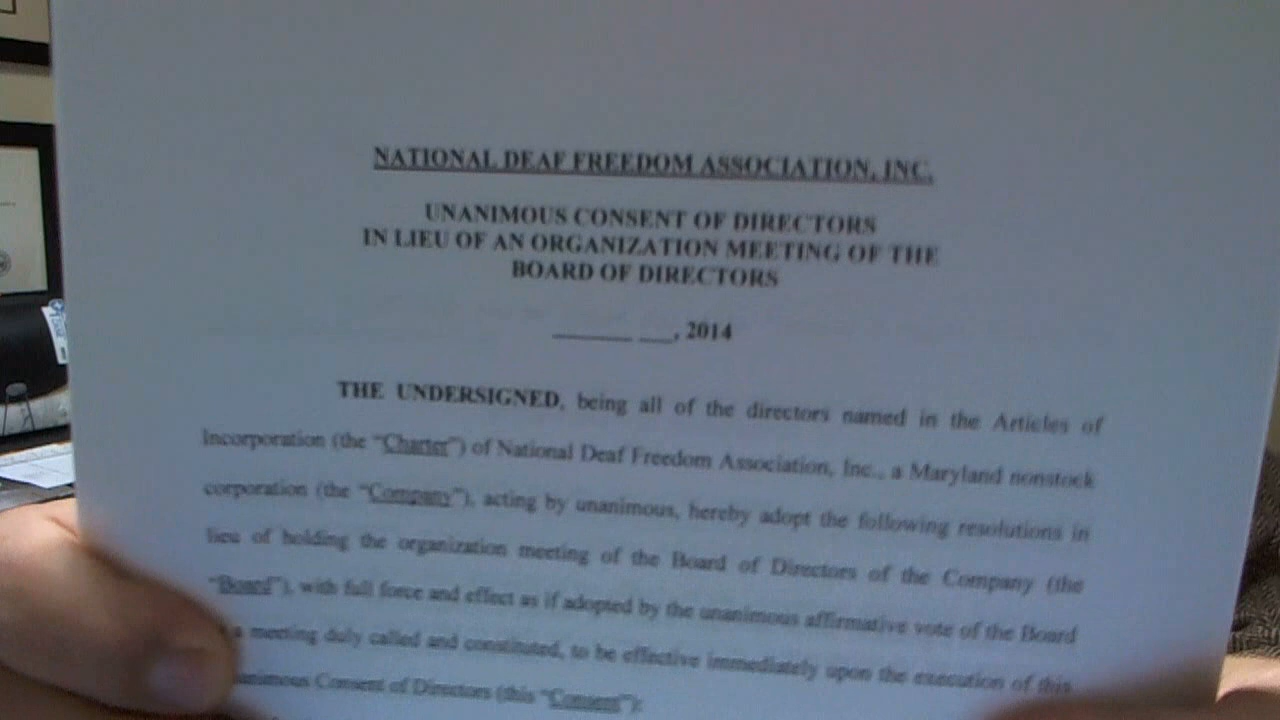 NATIONAL DEAF FREEDOM ASSOCIATION, INC.
UNANIMOUS CONSENT OF DIRECTORS
IN LIEU OF AN ORGANIZATION MEETING OF THE
BOARD OF DIRECTORS
______ __, 2014
THE UNDERSIGNED, being all of the directors named in the Articles of
Incorporation (the “Charter”) of National Deaf Freedom Association, Inc., a Maryland nonstock
corporation (the “Company”), acting by unanimous, hereby adopt the following resolutions in
lieu of holding the organization meeting of the Board of Directors of the Company (the
“Board”), with full force and effect as if adopted by the unanimous affirmative vote of the Board
a meeting duly called and constituted, to be effective immediately upon the execution of this
animous Consent of Directors (this “Consent”):